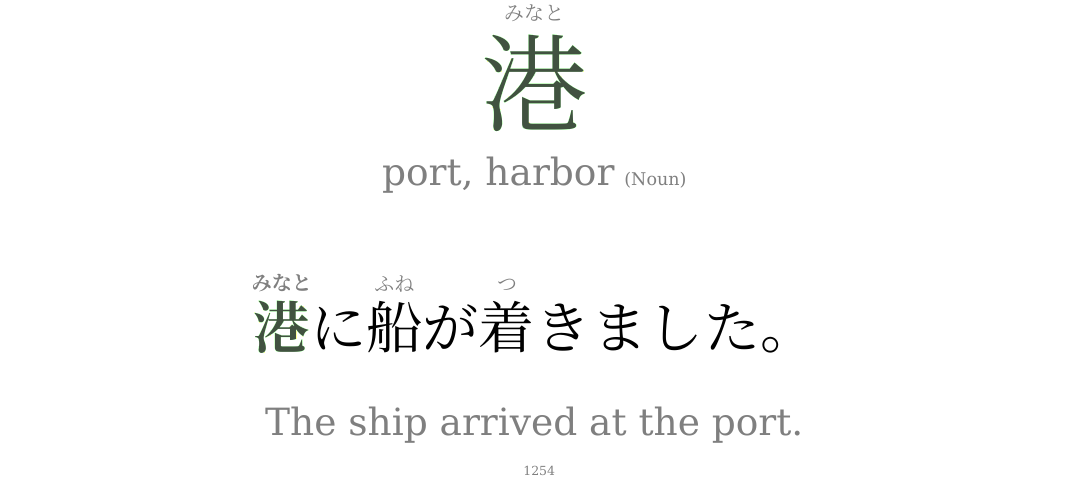 みなと
港
port, harbor (Noun)
みなと ふね つ
港に船が着きました。
The ship arrived at the port.
1254